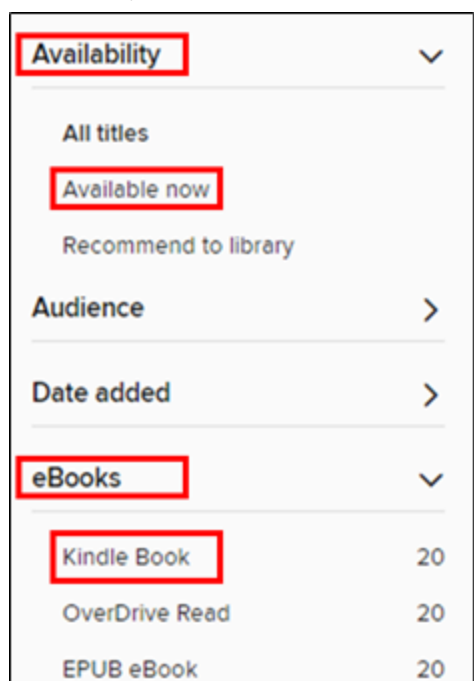 Availability
All titles
Available now
Recommend to library
Audience
Date added
eBooks
Kindle Book 20
OverDrive Read 20
EPUB eBook 20